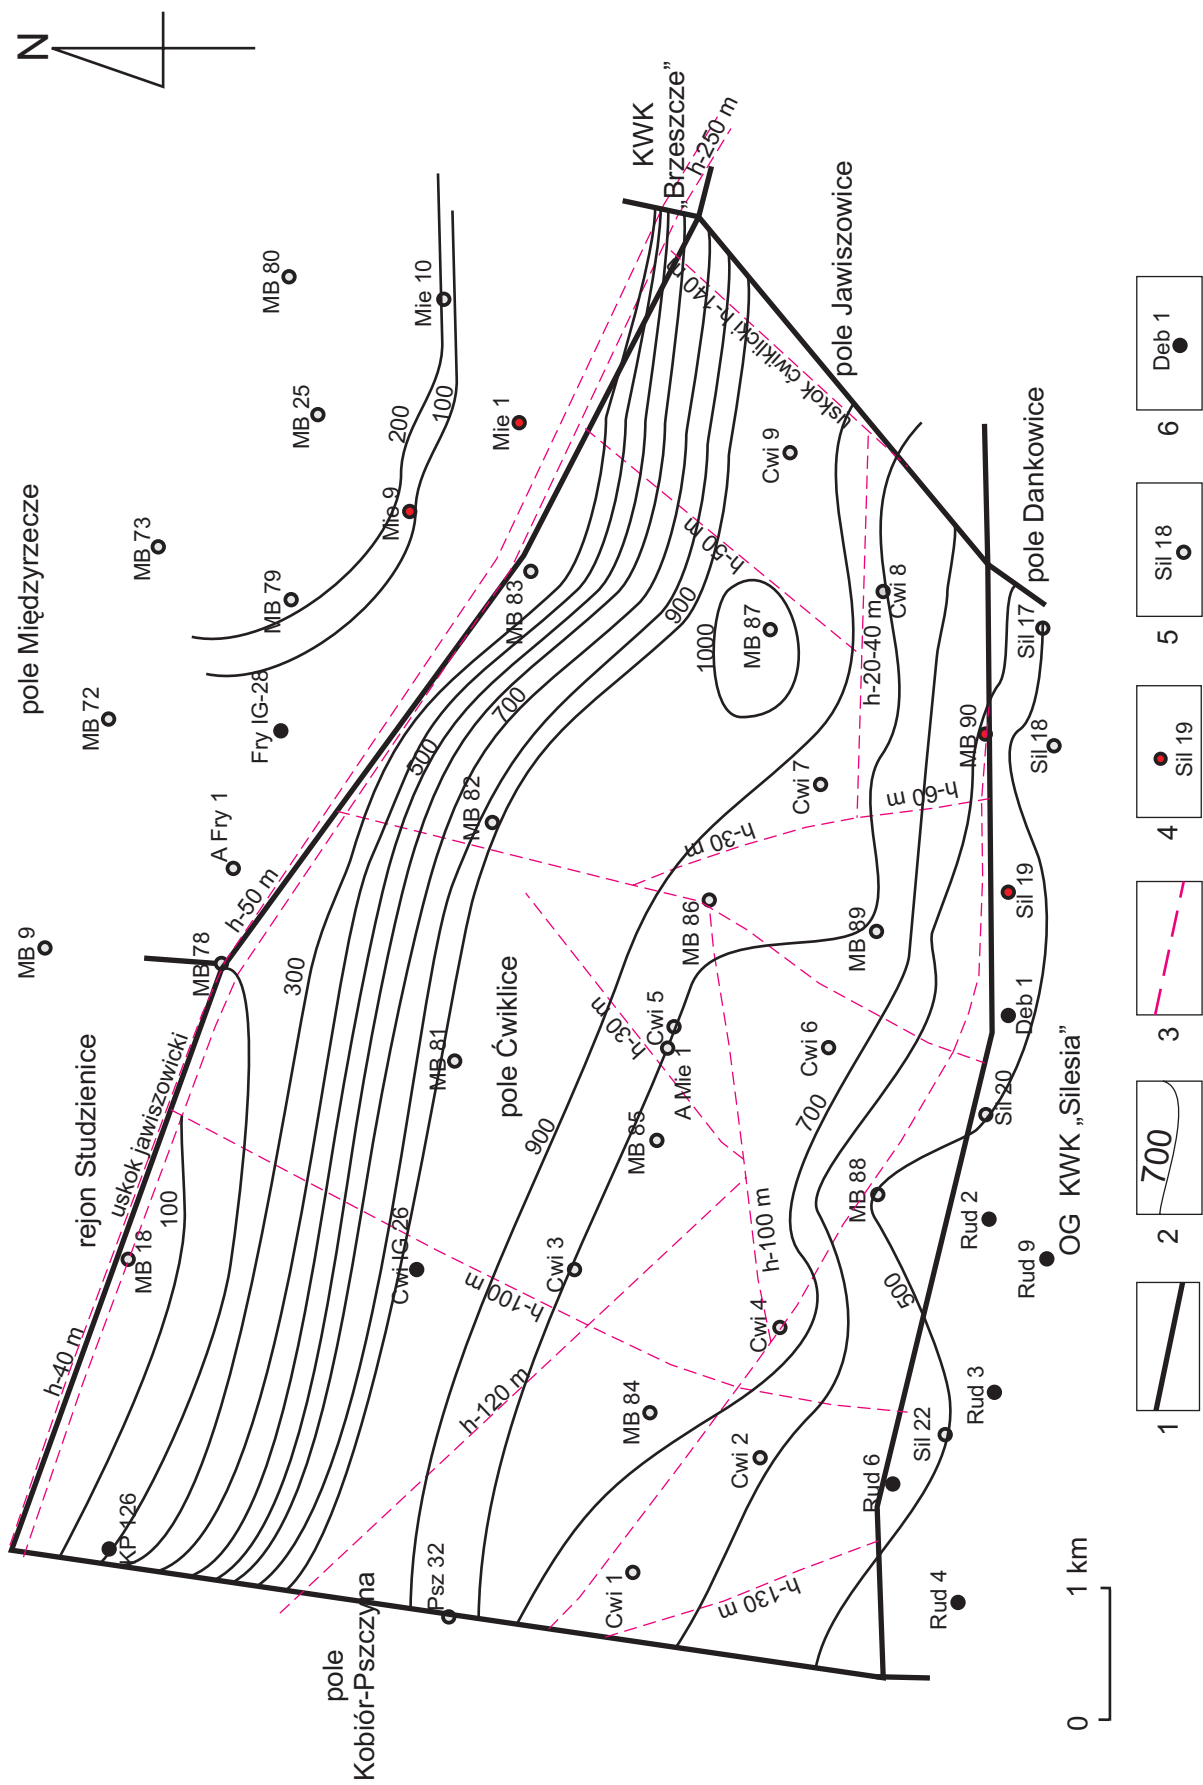 N
pole Międzyrzecze
MB 9
MB 72
MB 73
MB 80
MB 25
MB 79
Fry IG-28
A Fry 1
Mie 10
200
100
Mie 9
Mie 1
KWK
„Brzeszcze”
h-250 m
rejon Studzienice
MB 78
h-50 m
uskok jawiszowicki
MB 18
h-40 m
KP 126
100
300
500
700
900
1000
MB 83
MB 82
MB 81
Cwi IG-26
pole Ćwiklice
h-100 m
h-120 m
900
h-30 m
h-30 m
h-50 m
h-20-40 m
h-60 m
h-100 m
uskok ćwiklicki h-140 m
pole Jawiszowice
Cwi 9
MB 87
Cwi 8
Cwi 7
MB 86
MB 89
Cwi 5
A Mie 1
MB 85
Cwi 6
Cwi 3
Cwi 4
MB 84
Cwi 2
Cwi 1
Psz 32
pole
Kobiór-Pszczyna
700
MB 88
500
h-130 m
MB 90
pole Dankowice
Sil 17
Sil 18
Sil 19
Deb 1
Sil 20
Rud 2
Rud 9
OG KWK „Silesia”
Rud 3
Sil 22
Rud 6
Rud 4
0
1 km
1
2
700
3
4
Sil 19
5
Sil 18
6
Deb 1